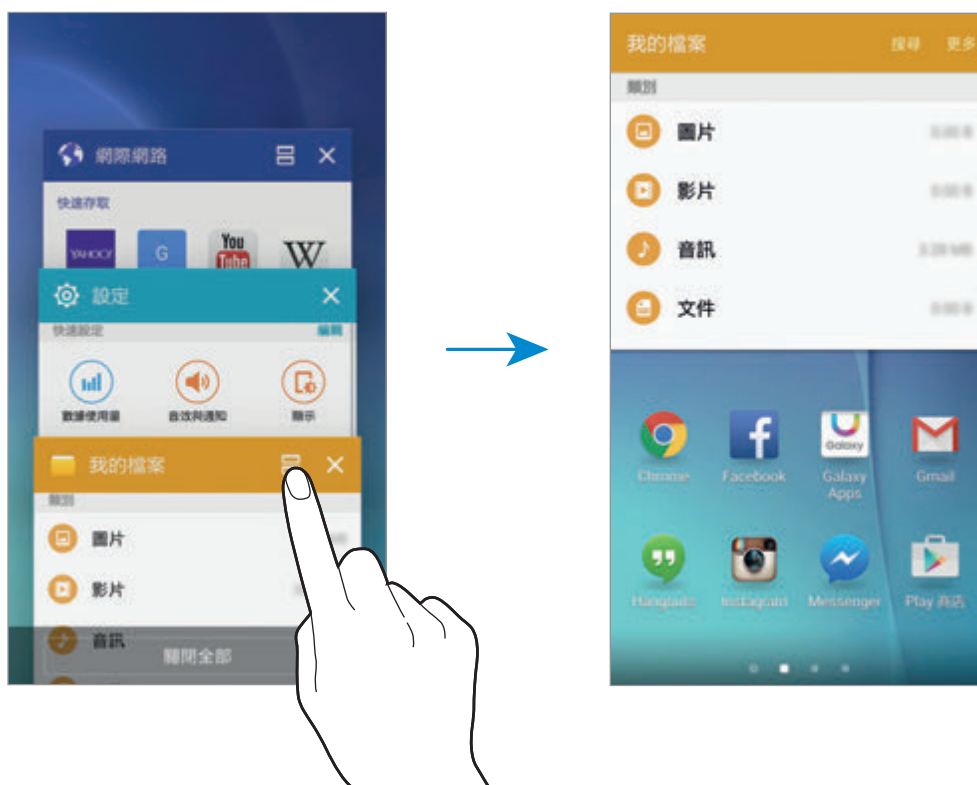 網際網路
快速存取
YAHOO!
G
You
Tube
W
設定
快速設定
編輯
數據使用量
音效與通知
顯示
我的檔案
類別
圖片
影片
音訊
關閉全部
我的檔案
搜尋 更多
類別
圖片
影片
音訊
文件
Chrome
Facebook
Galaxy
Galaxy
Apps
Gmail
Hangouts
Instagram
Messenger
Play 商店